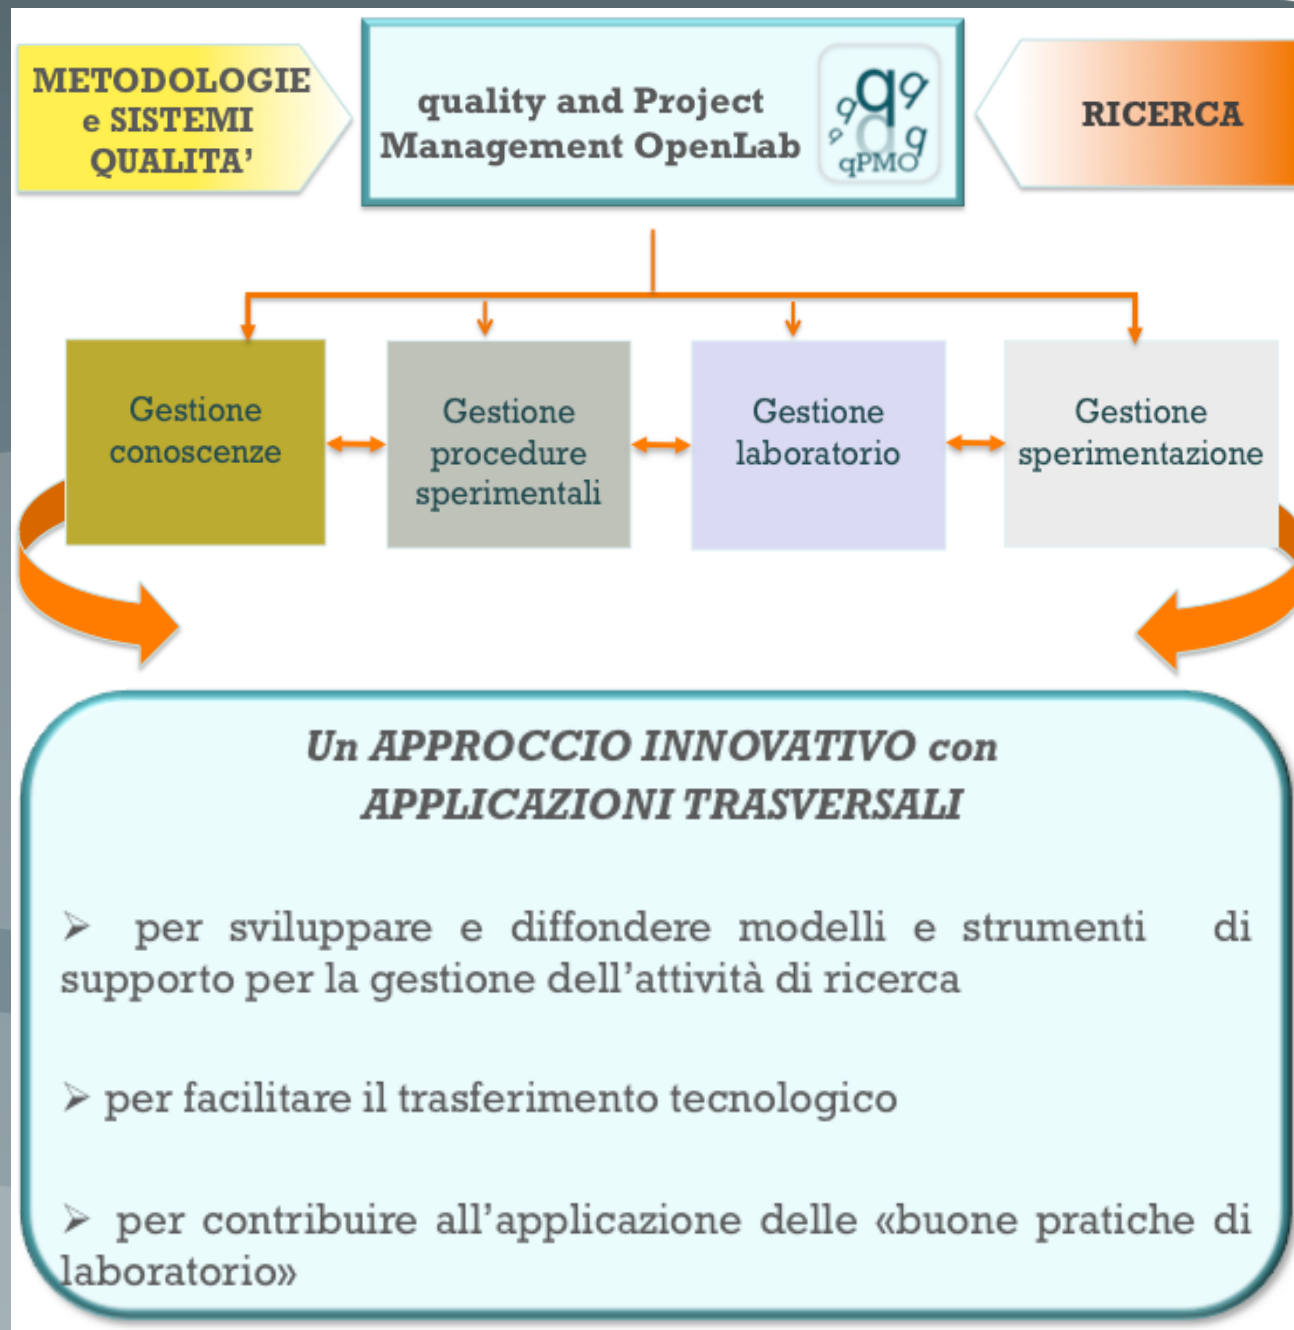 METODOLOGIE
e SISTEMI
QUALITA’
quality and Project
Management OpenLab
q q q q q q
qPMO
RICERCA
Gestione
conoscenze
Gestione
procedure
sperimentali
Gestione
laboratorio
Gestione
sperimentazione
Un APPROCCIO INNOVATIVO con
APPLICAZIONI TRASVERSALI
➢ per sviluppare e diffondere modelli e strumenti di
supporto per la gestione dell’attività di ricerca
➢ per facilitare il trasferimento tecnologico
➢ per contribuire all’applicazione delle «buone pratiche di
laboratorio»